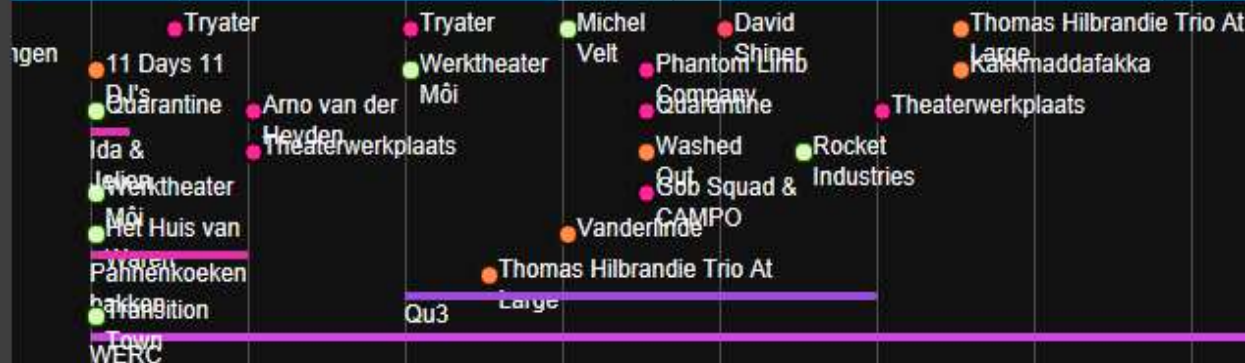 Tryater
Tryater
Michel
Velt
David
Shiner
Thomas Hilbrandie Trio At
Large
ngen
11 Days 11
DJ's
Werktheater
Môi
Phantom Limb
Company
Kakkmaddafakka
Quarantine
Arno van der
Heyden
Quarantine
Theaterwerkplaats
Ida &
Theaterwerkplaats
Washed
Out
Rocket
Industries
Werktheater
Môi
Gob Squad &
CAMPO
Het Huis van
Waren
Vanderlinde
Pannenkoeken
bakken
Thomas Hilbrandie Trio At
Large
Qu3
Transition
Town
WERC